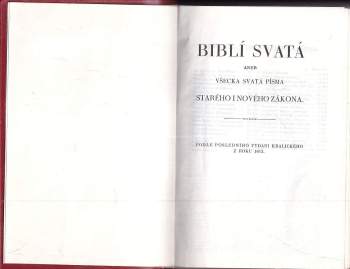 BIBLÍ SVATÁ
ANEB
VŠECKA SVATÁ PÍSMA
STARÉHO I NOVÉHO ZÁKONA.
PODLE POSLEDNÍHO VYDÁNÍ KRALICKÉHO
Z ROKU 1613.